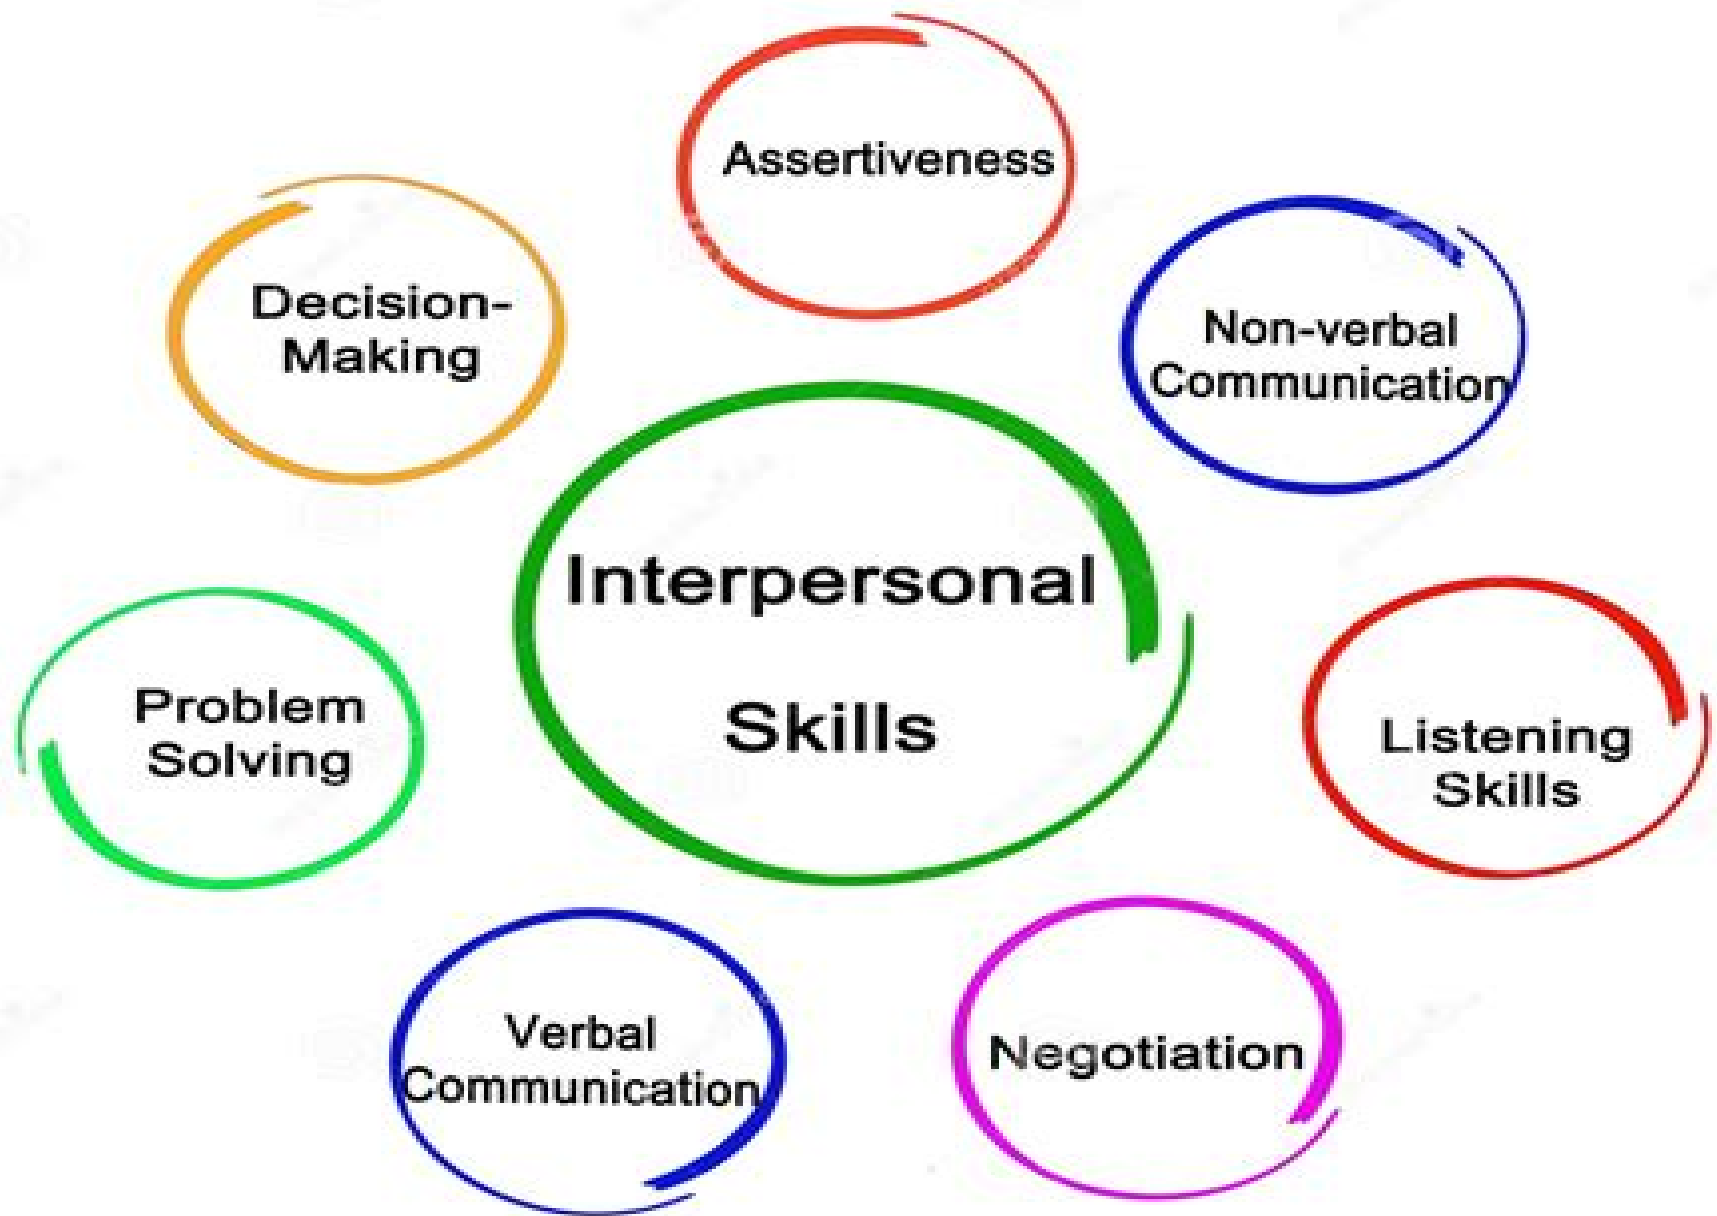 Assertiveness
Decision-
Making
Non-verbal
Communication
Interpersonal
Skills
Problem
Solving
Listening
Skills
Verbal
Communication
Negotiation